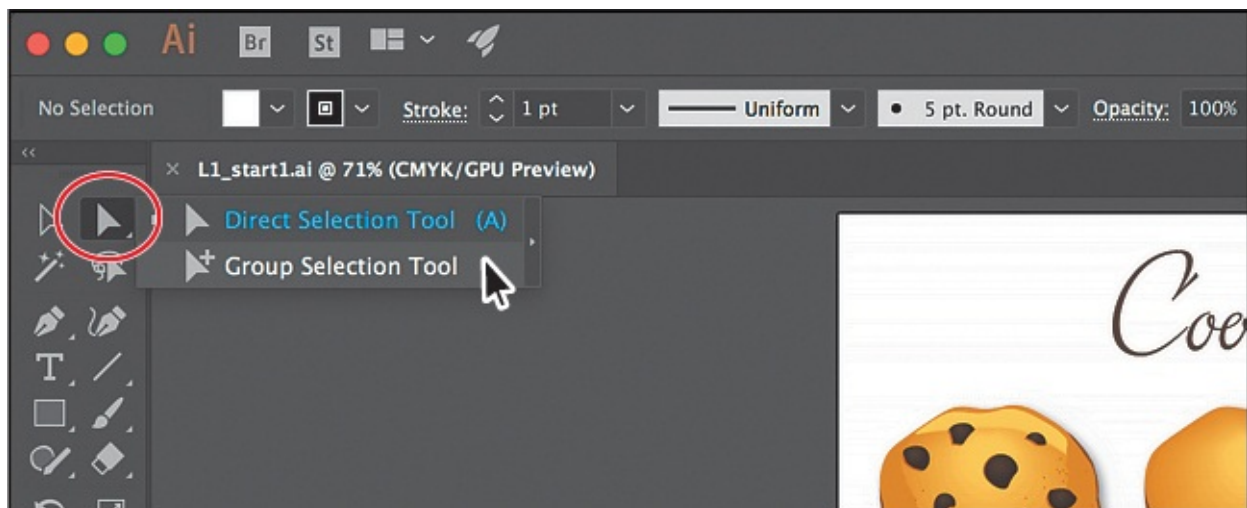 Ai Br St
No Selection Stroke: 1 pt Uniform 5 pt. Round Opacity: 100%
<<
× L1_start1.ai @ 71% (CMYK/GPU Preview)
Direct Selection Tool (A)
Group Selection Tool
T